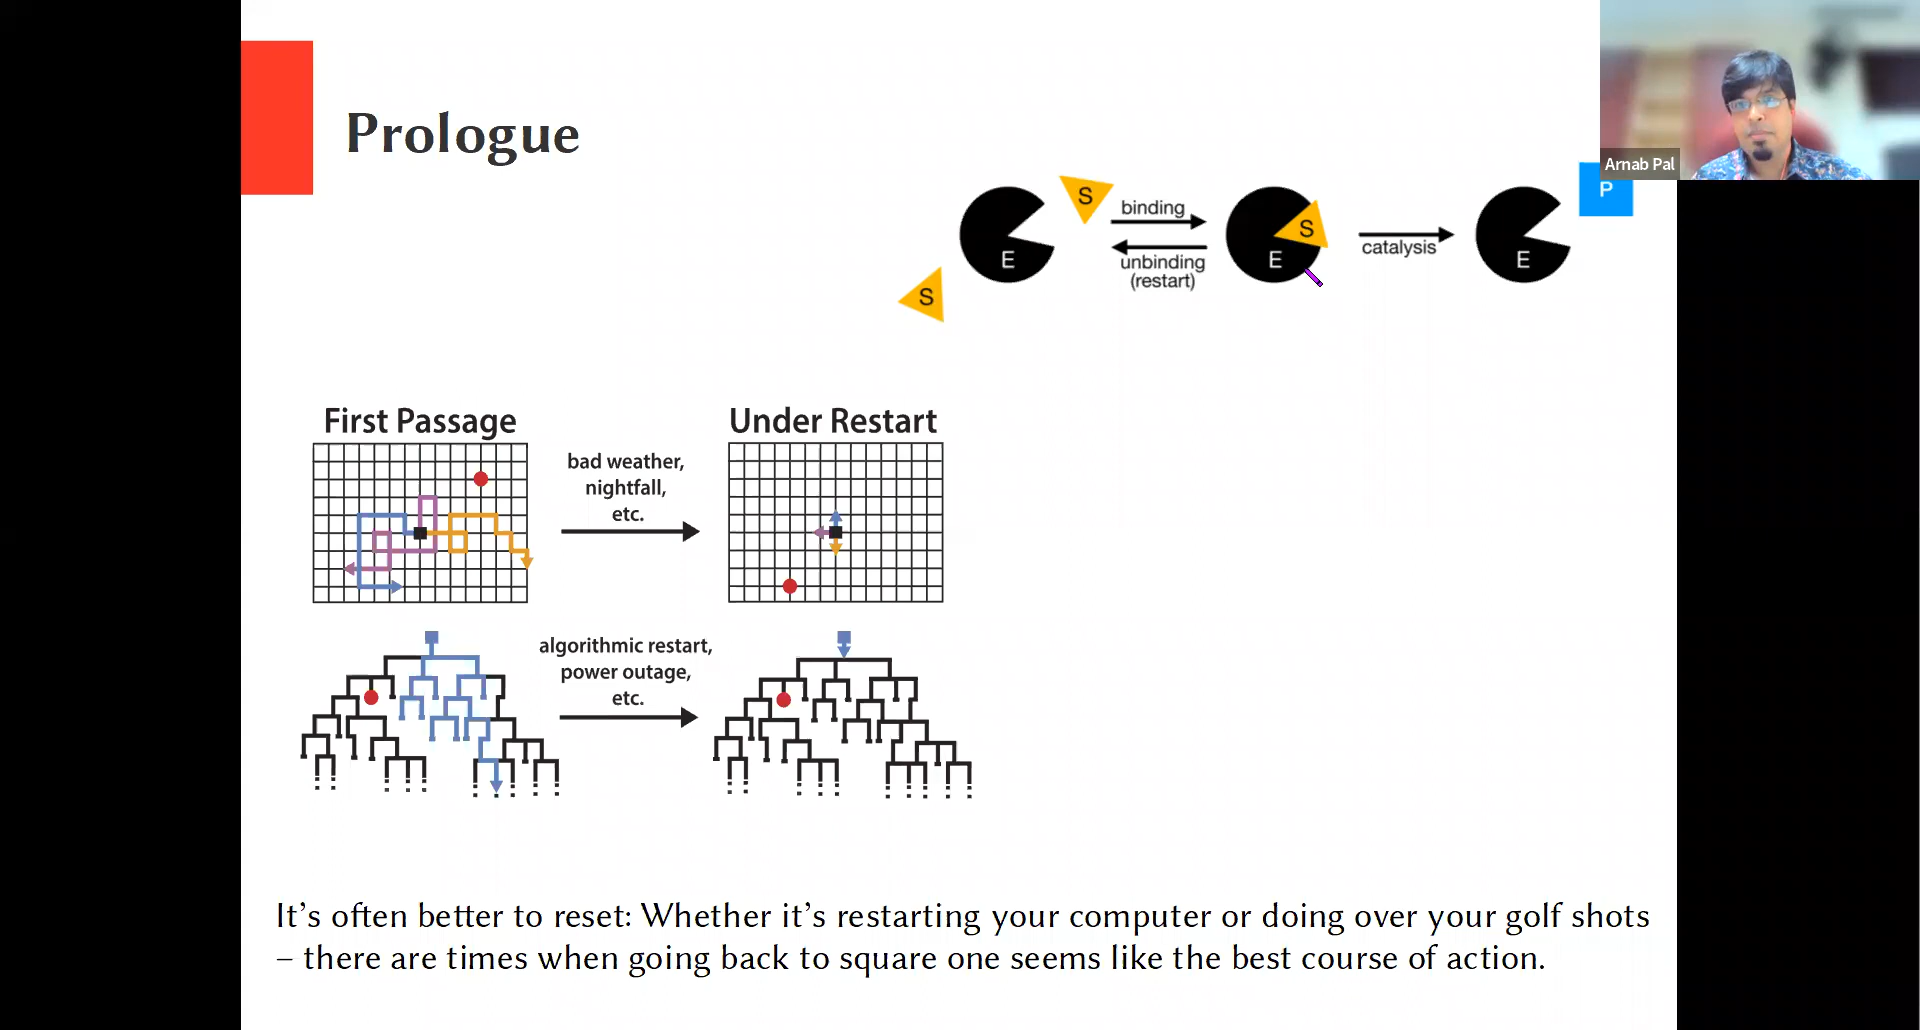 Prologue
Arnab Pal
P
S
binding
S
E
unbinding
(restart)
E
catalysis
E
S
First Passage
Under Restart
bad weather,
nightfall,
etc.
algorithmic restart,
power outage,
etc.
It’s often better to reset: Whether it’s restarting your computer or doing over your golf shots
– there are times when going back to square one seems like the best course of action.